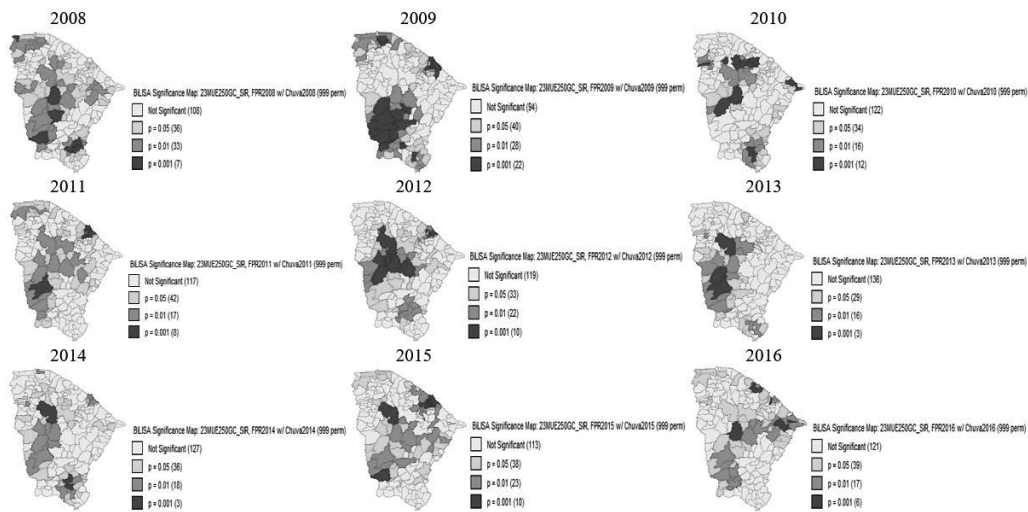 2008
BiLISA Significance Map: 23MUE250GC_SIR, FPR2008 w/ Chuva2008 (999 perm)
Not Significant (108)
p = 0.05 (36)
p = 0.01 (33)
p = 0.001 (7)
2009
BiLISA Significance Map: 23MUE250GC_SIR, FPR2009 w/ Chuva2009 (999 perm)
Not Significant (94)
p = 0.05 (40)
p = 0.01 (28)
p = 0.001 (22)
2010
BiLISA Significance Map: 23MUE250GC_SIR, FPR2010 w/ Chuva2010 (999 perm)
Not Significant (122)
p = 0.05 (34)
p = 0.01 (16)
p = 0.001 (12)
2011
BiLISA Significance Map: 23MUE250GC_SIR, FPR2011 w/ Chuva2011 (999 perm)
Not Significant (117)
p = 0.05 (42)
p = 0.01 (17)
p = 0.001 (8)
2012
BiLISA Significance Map: 23MUE250GC_SIR, FPR2012 w/ Chuva2012 (999 perm)
Not Significant (119)
p = 0.05 (33)
p = 0.01 (22)
p = 0.001 (10)
2013
BiLISA Significance Map: 23MUE250GC_SIR, FPR2013 w/ Chuva2013 (999 perm)
Not Significant (136)
p = 0.05 (29)
p = 0.01 (16)
p = 0.001 (3)
2014
BiLISA Significance Map: 23MUE250GC_SIR, FPR2014 w/ Chuva2014 (999 perm)
Not Significant (127)
p = 0.05 (36)
p = 0.01 (18)
p = 0.001 (3)
2015
BiLISA Significance Map: 23MUE250GC_SIR, FPR2015 w/ Chuva2015 (999 perm)
Not Significant (113)
p = 0.05 (38)
p = 0.01 (23)
p = 0.001 (10)
2016
BiLISA Significance Map: 23MUE250GC_SIR, FPR2016 w/ Chuva2016 (999 perm)
Not Significant (121)
p = 0.05 (39)
p = 0.01 (17)
p = 0.001 (6)